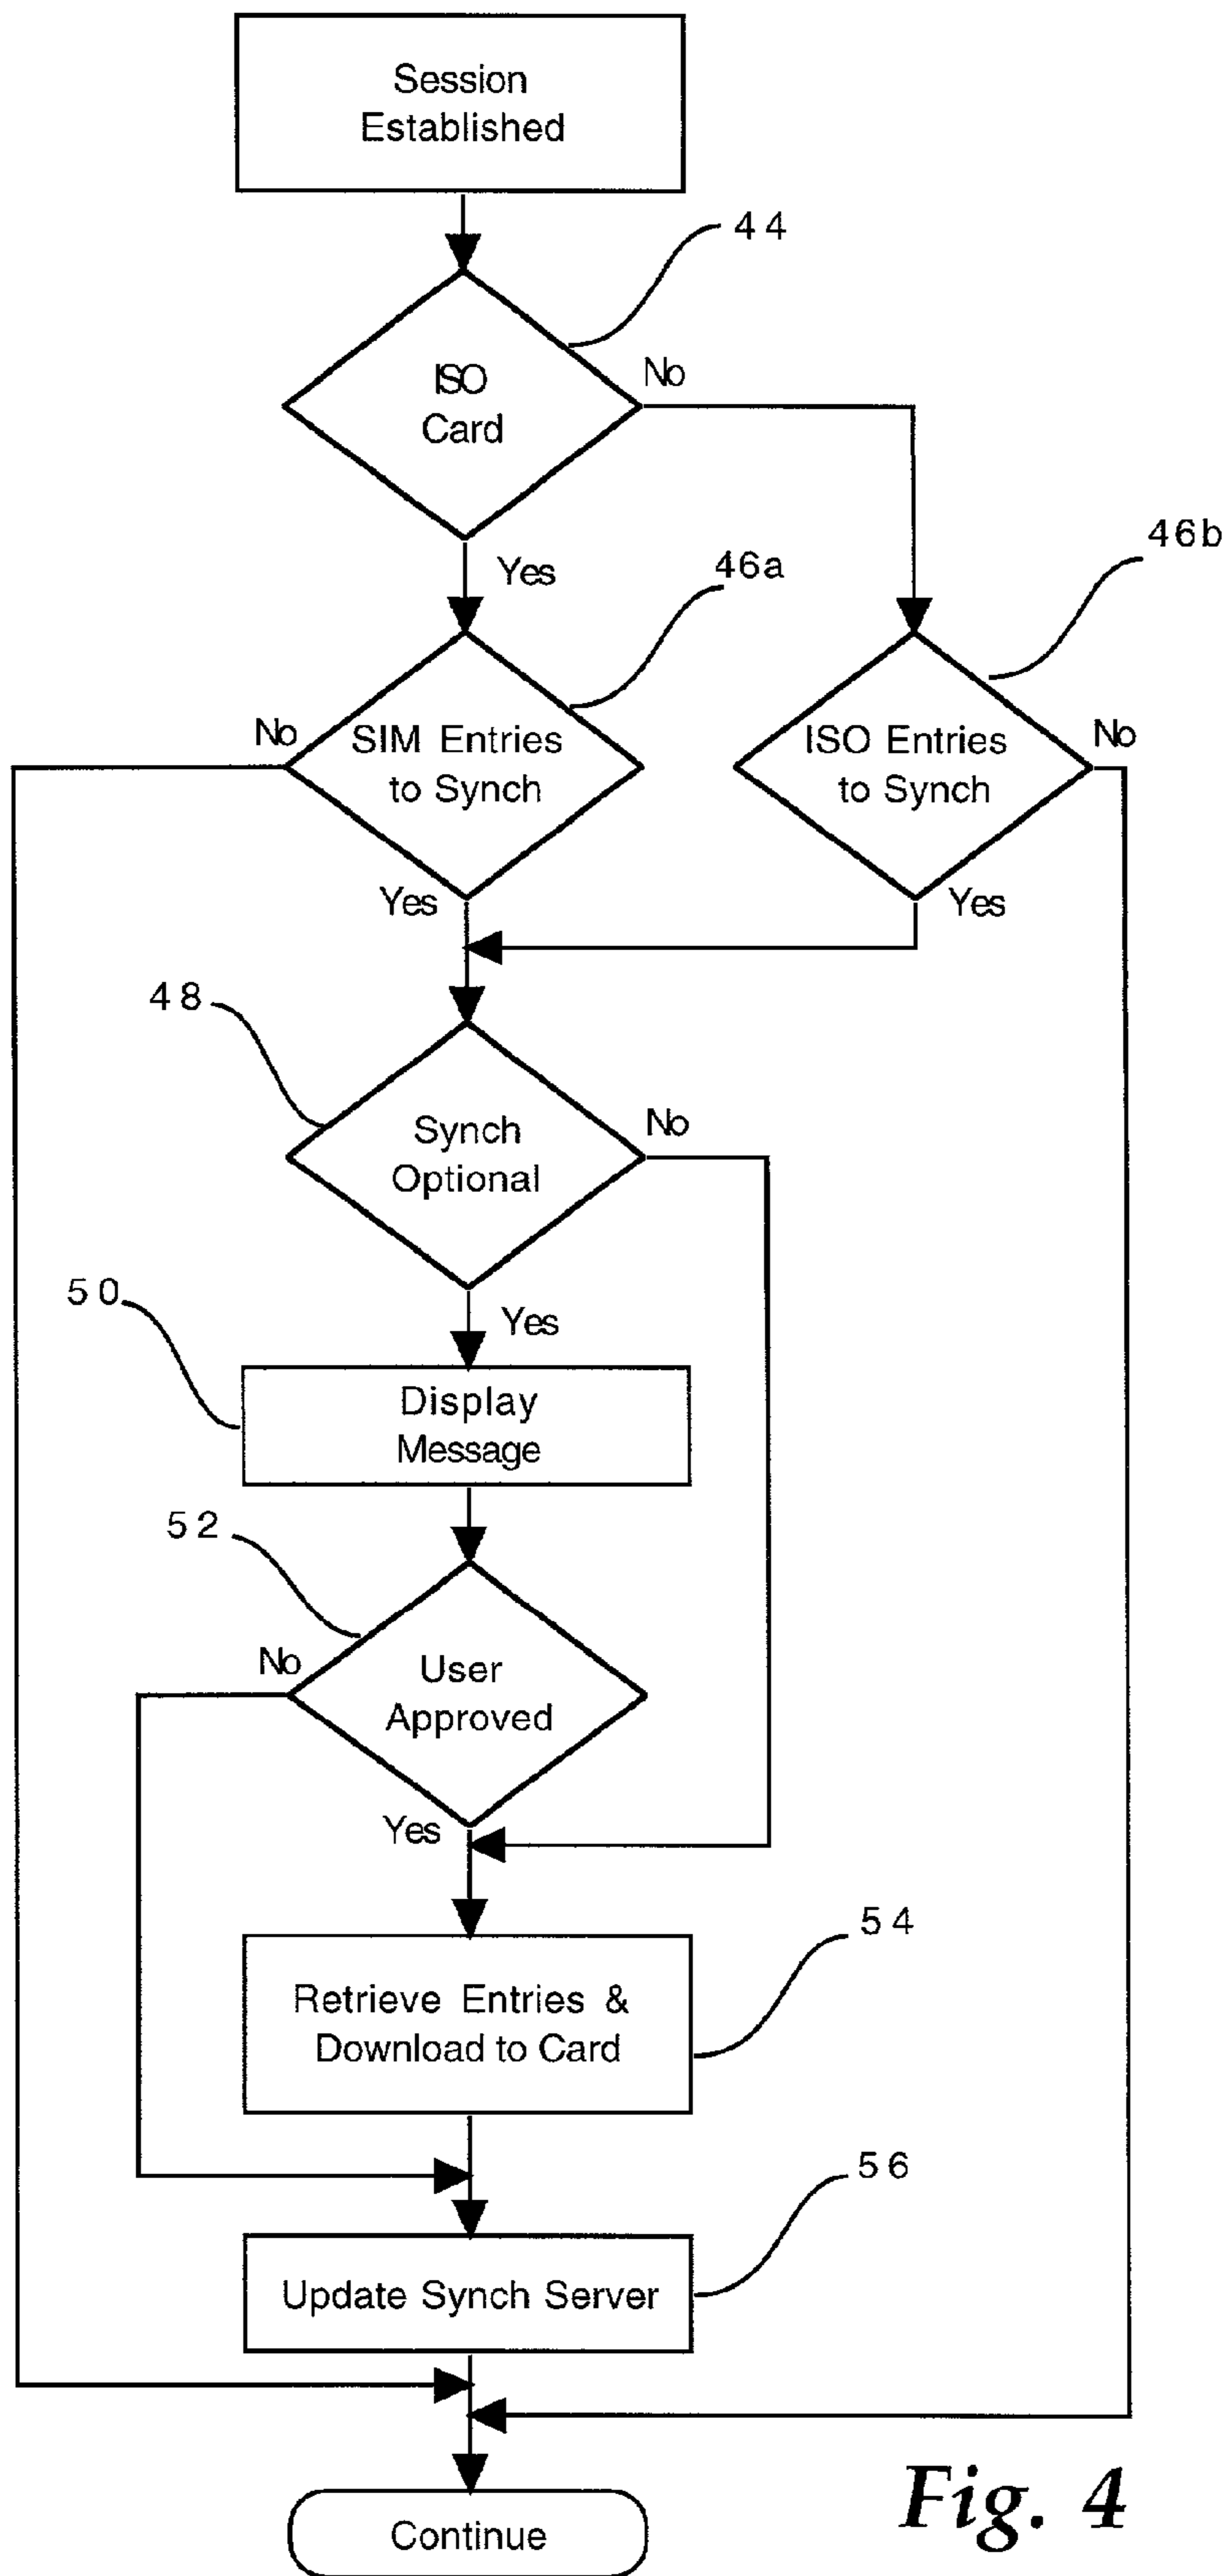 Session
Established
44
ISO
Card
No
Yes
46a
46b
No
SIM Entries
to Synch
ISO Entries
to Synch
No
Yes
Yes
48
Synch
Optional
No
50
Yes
Display
Message
52
No
User
Approved
Yes
54
Retrieve Entries &
Download to Card
56
Update Synch Server
Continue
Fig. 4